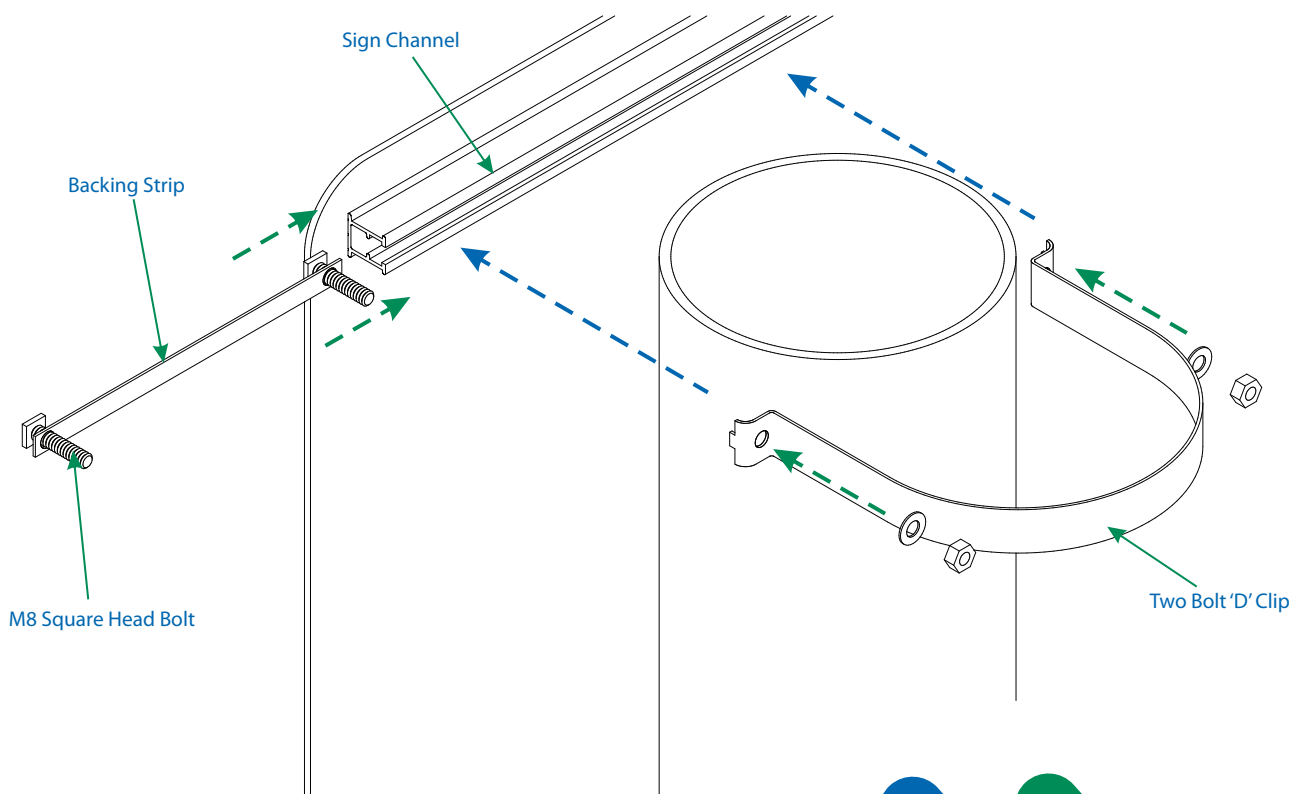 Sign Channel
Backing Strip
M8 Square Head Bolt
Two Bolt ‘D’ Clip